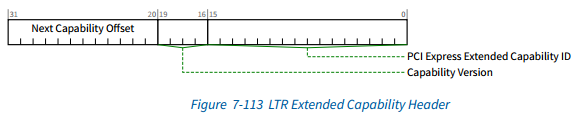 31 20 19 16 15 0
Next Capability Offset
PCI Express Extended Capability ID
Capability Version
Figure 7-113 LTR Extended Capability Header